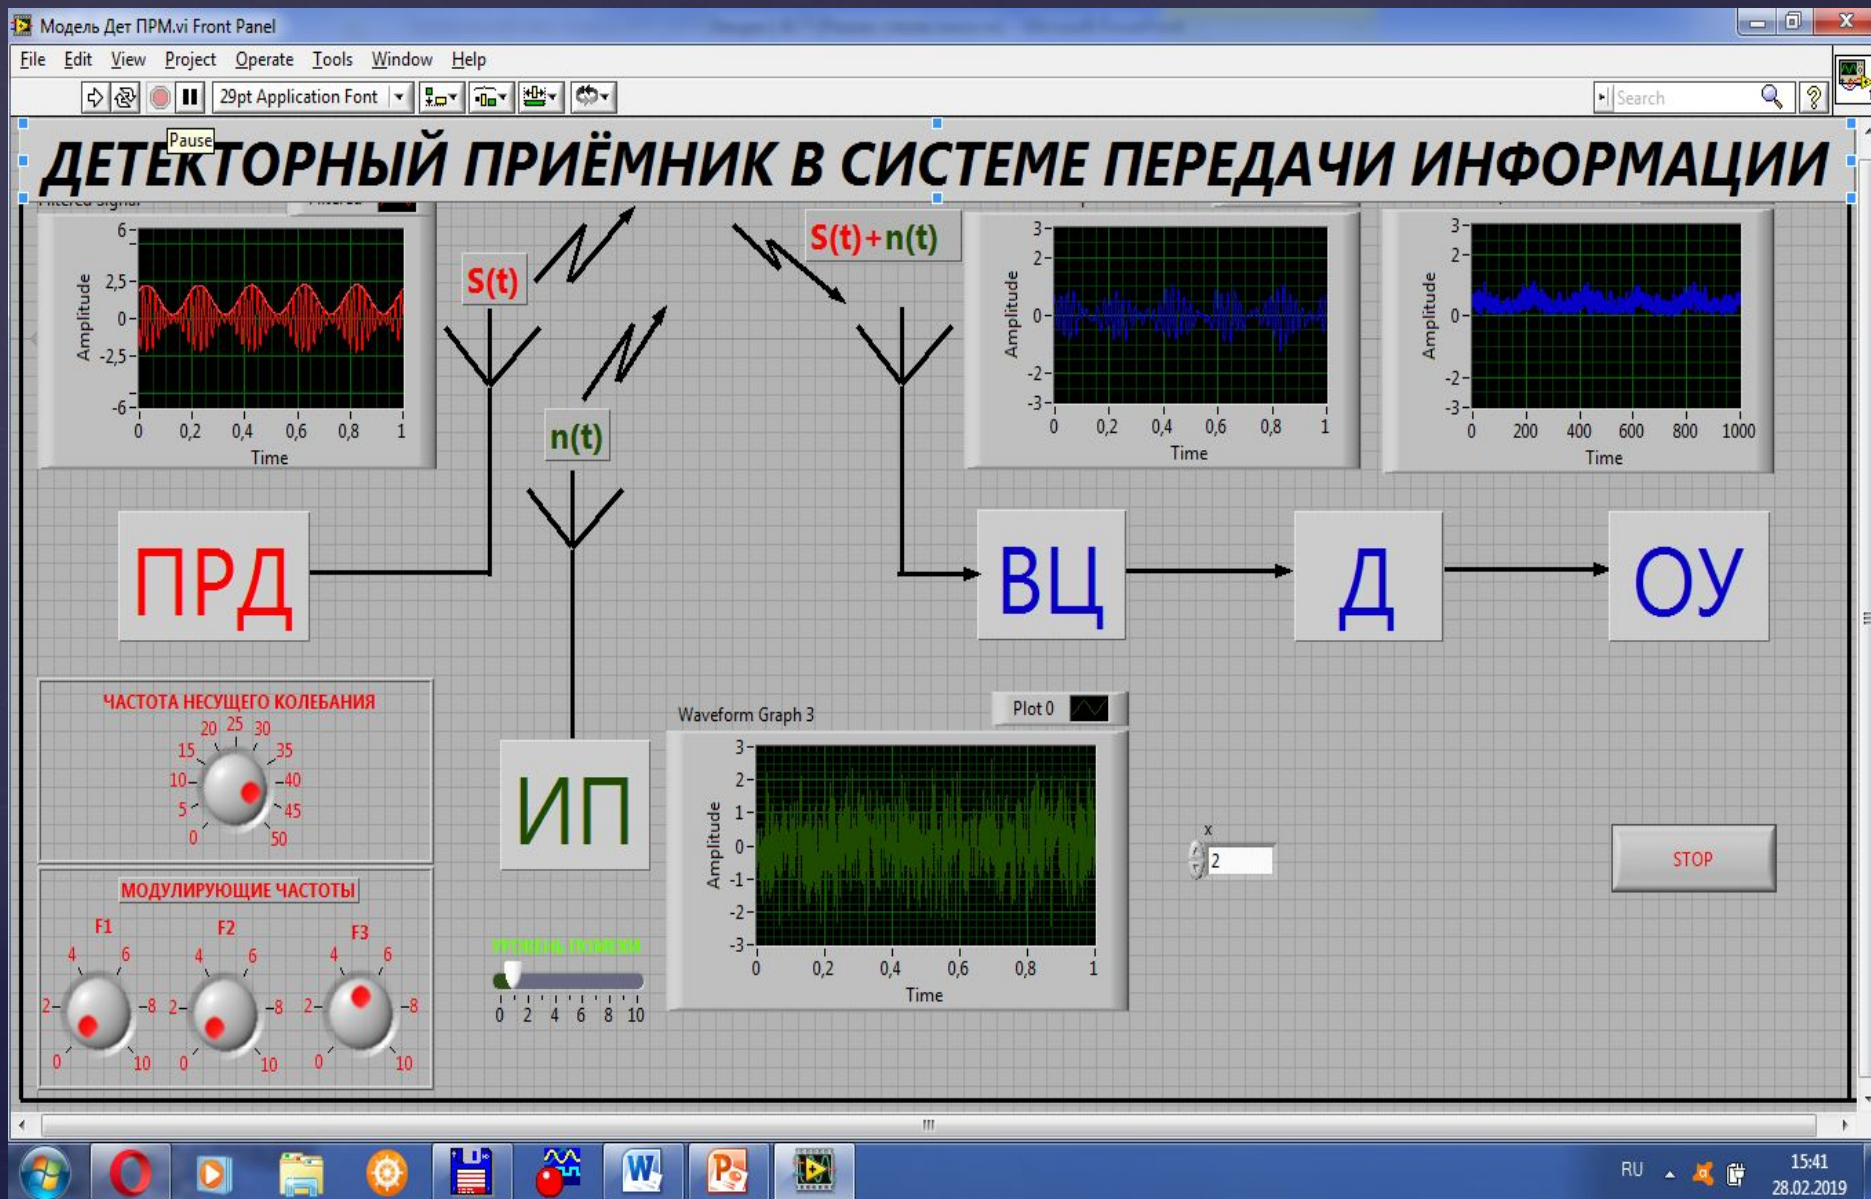 Модель Дет ПРМ.vi Front Panel
File Edit View Project Operate Tools Window Help
29pt Application Font
Search
Pause
ДЕТЕКТОРНЫЙ ПРИЁМНИК В СИСТЕМЕ ПЕРЕДАЧИ ИНФОРМАЦИИ
Filtered Signal
Amplitude
6
2,5
0
-2,5
-6
0 0,2 0,4 0,6 0,8 1
Time
S(t)
n(t)
S(t)+n(t)
Amplitude
3
2
0
-2
-3
0 0,2 0,4 0,6 0,8 1
Time
Amplitude
3
2
0
-2
-3
0 200 400 600 800 1000
Time
ПРД
ВЦ
Д
ОУ
ЧАСТОТА НЕСУЩЕГО КОЛЕБАНИЯ
0 5 10 15 20 25 30 35 40 45 50
МОДУЛИРУЮЩИЕ ЧАСТОТЫ
F1
0 2 4 6 8 10
F2
0 2 4 6 8 10
F3
0 2 4 6 8 10
ИП
УРОВЕНЬ ПОМЕХИ
0 2 4 6 8 10
Waveform Graph 3
Plot 0
Amplitude
3
2
1
0
-1
-2
-3
0 0,2 0,4 0,6 0,8 1
Time
x
2
STOP
RU
15:41
28.02.2019